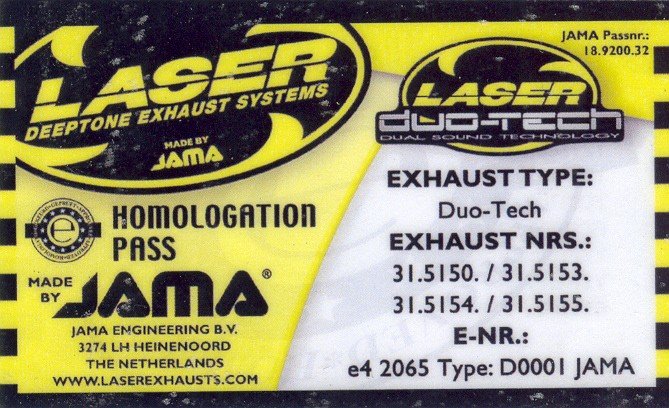 LASER
DEEPTONE EXHAUST SYSTEMS
MADE BY
JAMA
HOMOLOGATION
PASS
MADE
BY
JAMA®
JAMA ENGINEERING B.V.
3274 LH HEINENOORD
THE NETHERLANDS
WWW.LASEREXHAUSTS.COM
JAMA Passnr.:
18.9200.32
LASER
DUO-TECH
DUAL SOUND TECHNOLOGY
EXHAUST TYPE:
Duo-Tech
EXHAUST NRS.:
31.5150. / 31.5153.
31.5154. / 31.5155.
E-NR.:
e4 2065 Type: D0001 JAMA